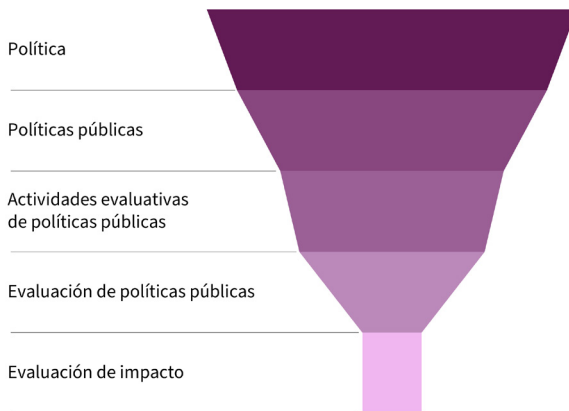 Política
Políticas públicas
Actividades evaluativas
de políticas públicas
Evaluación de políticas públicas
Evaluación de impacto